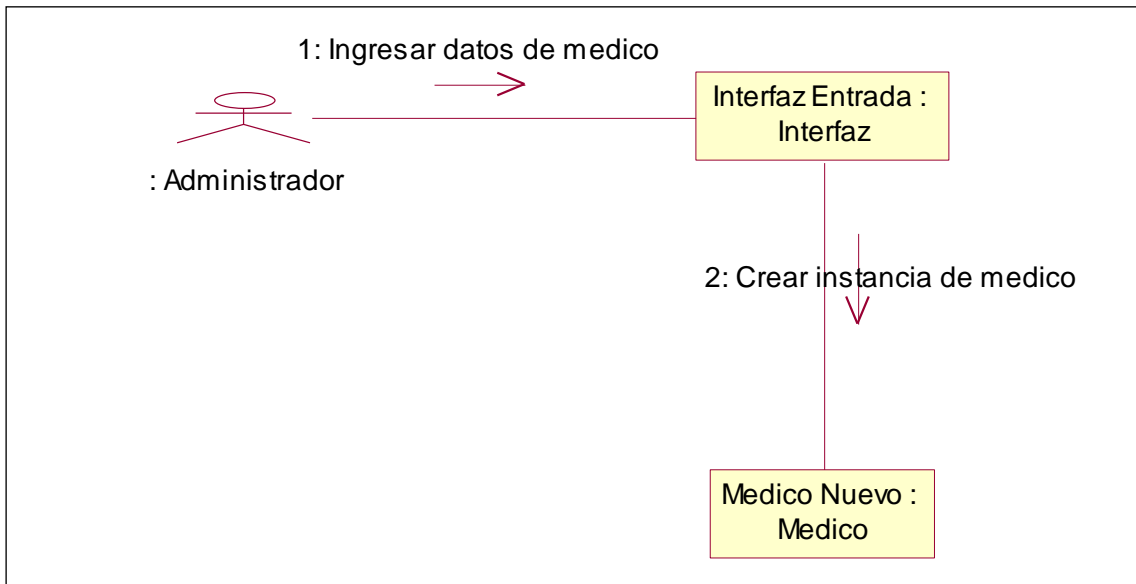 1: Ingresar datos de medico
Interfaz Entrada :
Interfaz
: Administrador
2: Crear instancia de medico
Medico Nuevo :
Medico